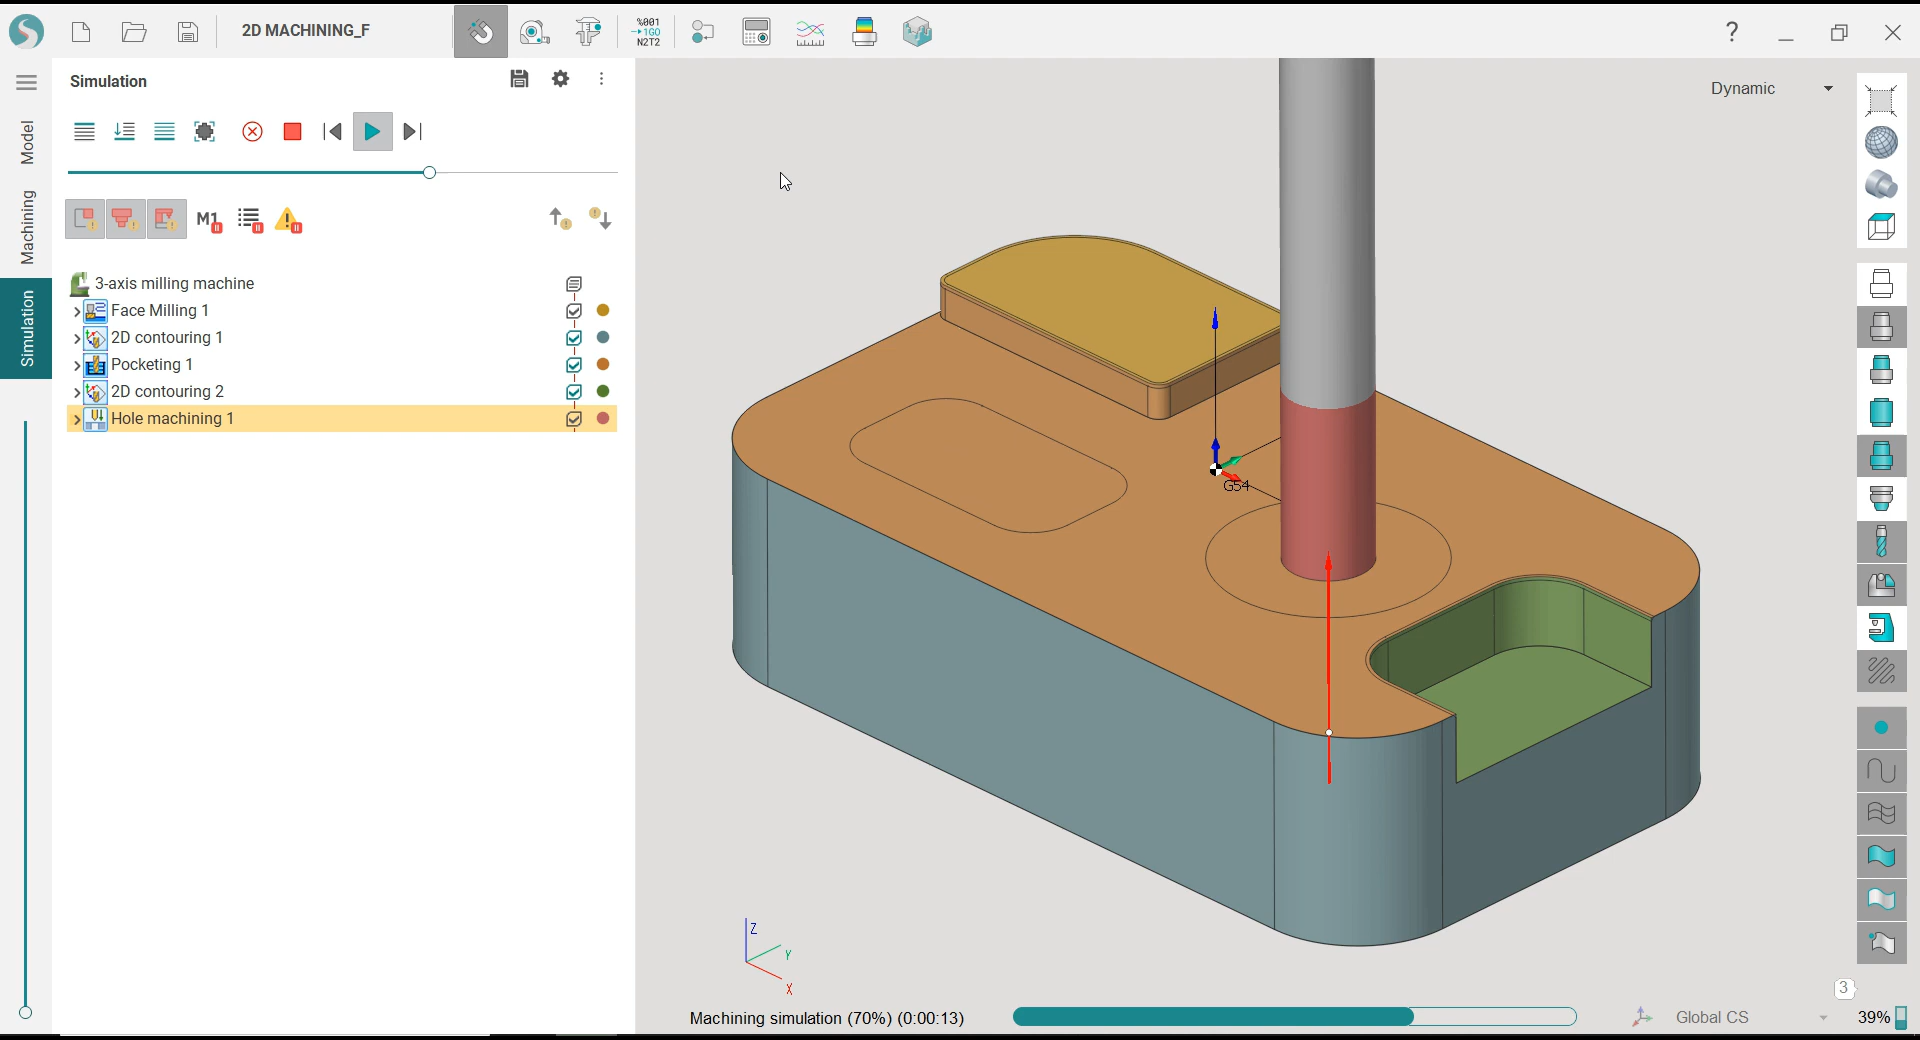 2D MACHINING_F
%001
1G0
N2T2
?
Simulation
Dynamic
Model
Machining
Simulation
M1
3-axis milling machine
Face Milling 1
2D contouring 1
Pocketing 1
2D contouring 2
Hole machining 1
G54
Z
Y
X
3
Machining simulation (70%) (0:00:13)
Global CS
39%